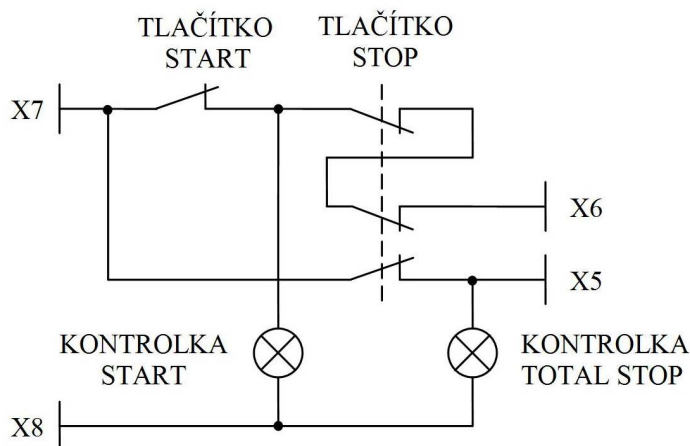 TLAČÍTKO
START
TLAČÍTKO
STOP
X7
X6
X5
KONTROLKA
START
KONTROLKA
TOTAL STOP
X8